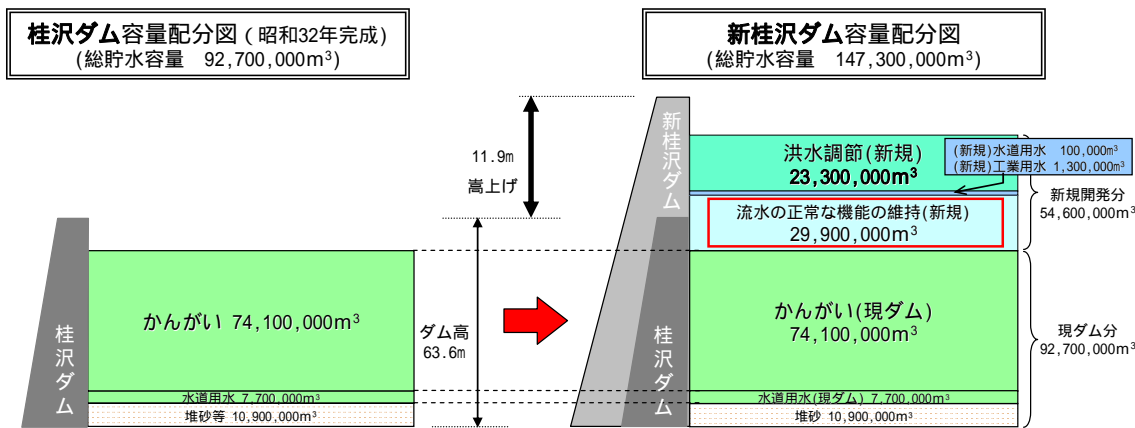 桂沢ダム容量配分図(昭和32年完成)
(総貯水容量 92,700,000m³)
新桂沢ダム容量配分図
(総貯水容量 147,300,000m³)
11.9m
嵩上げ
新桂沢ダム
洪水調節(新規)
23,300,000m³
(新規)水道用水 100,000m³
(新規)工業用水 1,300,000m³
新規開発分
54,600,000m³
流水の正常な機能の維持(新規)
29,900,000m³
桂沢ダム
かんがい 74,100,000m³
水道用水 7,700,000m³
堆砂等 10,900,000m³
ダム高
63.6m
桂沢ダム
かんがい(現ダム)
74,100,000m³
水道用水(現ダム) 7,700,000m³
堆砂 10,900,000m³
現ダム分
92,700,000m³